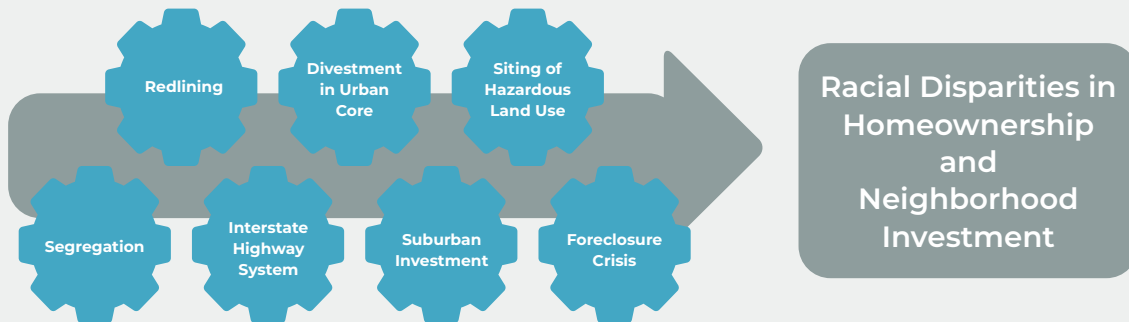 Redlining
Divestment
in Urban
Core
Siting of
Hazardous
Land Use
Segregation
Interstate
Highway
System
Suburban
Investment
Foreclosure
Crisis
Racial Disparities in
Homeownership
and
Neighborhood
Investment